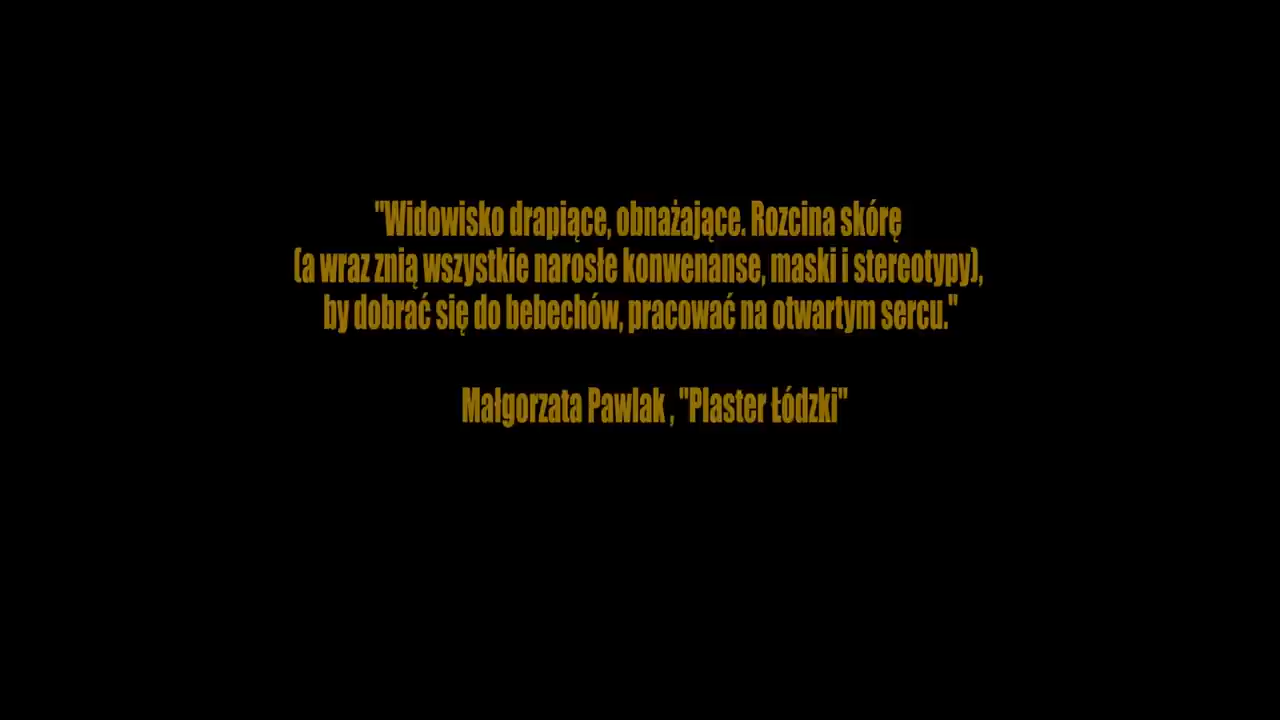 "Widowisko drapiące, obnażające. Rozcina skórę
(a wraz znią wszystkie narosłe konwenanse, maski i stereotypy),
by dobrać się do bebechów, pracować na otwartym sercu."
Małgorzata Pawlak , "Plaster Łódzki"